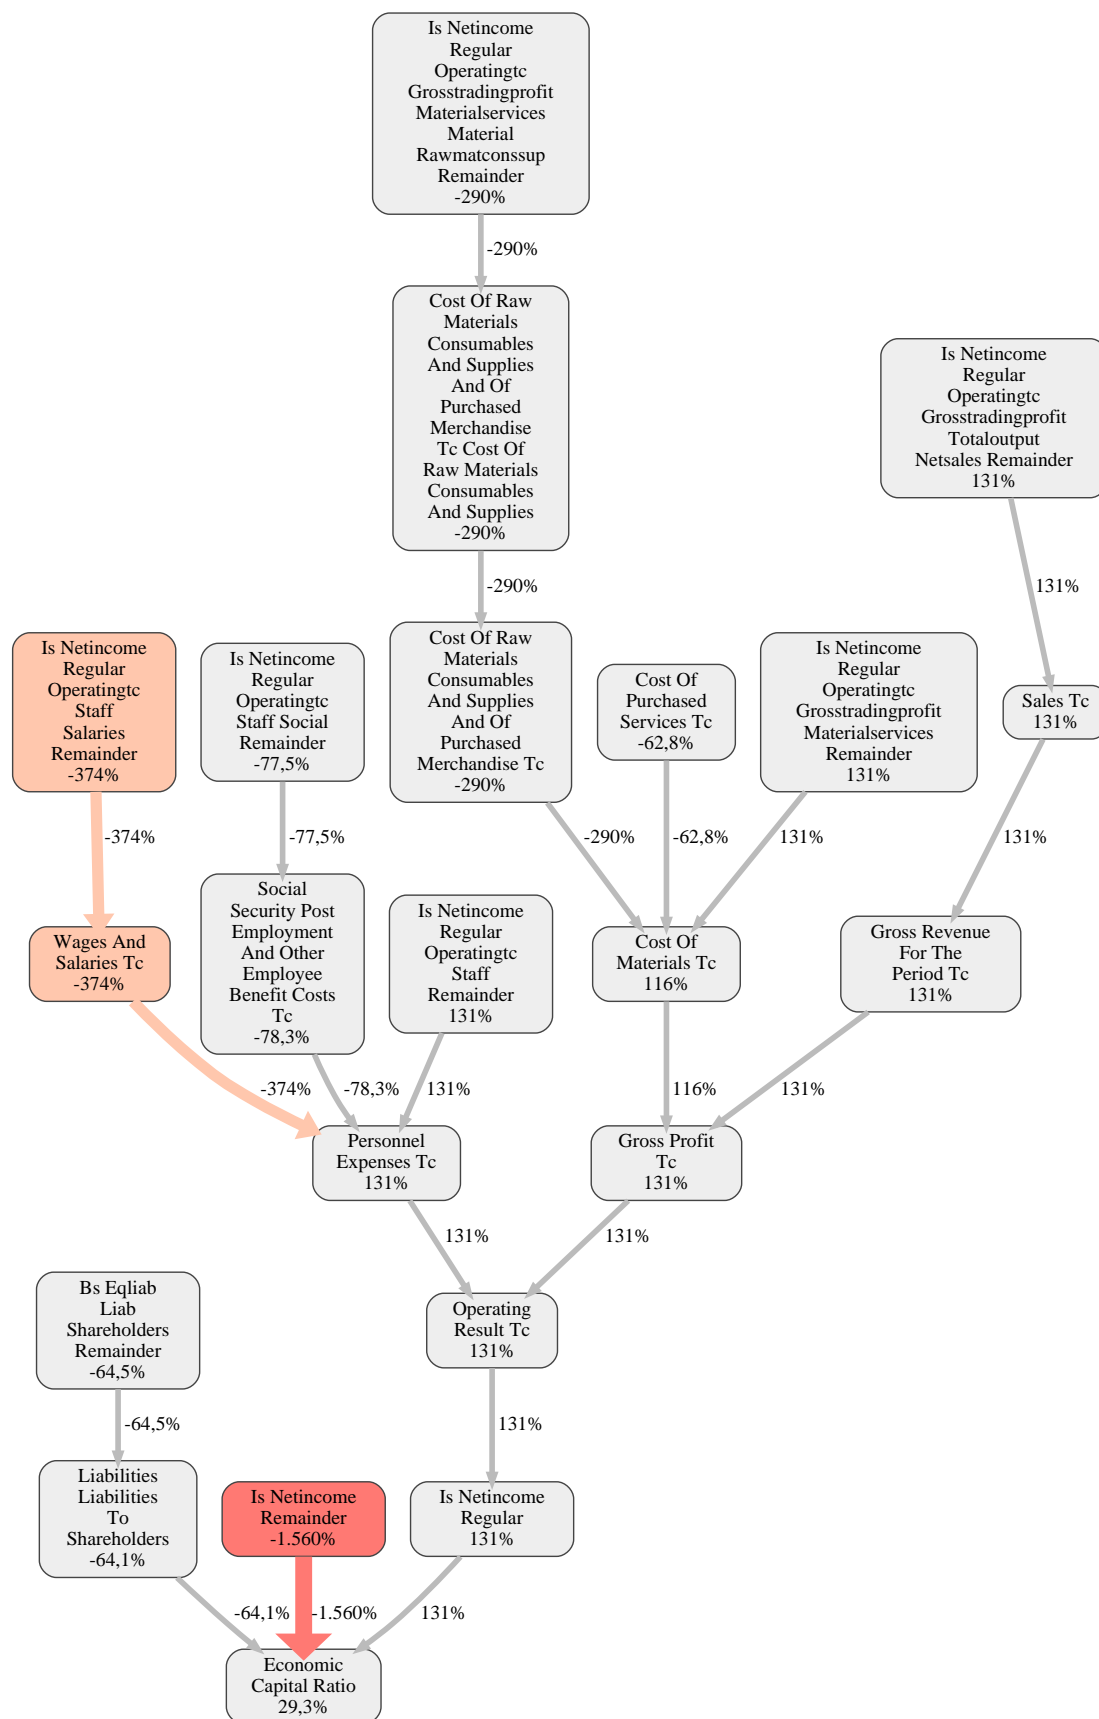 Is Netincome
Regular
Operatingtc
Grosstradingprofit
Materialservices
Material
Rawmatconssup
Remainder
-290%
-290%
Cost Of Raw
Materials
Consumables
And Supplies
And Of
Purchased
Merchandise
Tc Cost Of
Raw Materials
Consumables
And Supplies
-290%
Is Netincome
Regular
Operatingtc
Grosstradingprofit
Totaloutput
Netsales Remainder
131%
-290%
131%
Is Netincome
Regular
Operatingtc
Staff
Salaries
Remainder
-374%
Is Netincome
Regular
Operatingtc
Staff Social
Remainder
-77,5%
Cost Of Raw
Materials
Consumables
And Supplies
And Of
Purchased
Merchandise Tc
-290%
Cost Of
Purchased
Services Tc
-62,8%
Is Netincome
Regular
Operatingtc
Grosstradingprofit
Materialservices
Remainder
131%
Sales Tc
131%
-374%
-77,5%
-290%
-62,8%
131%
131%
Wages And
Salaries Tc
-374%
Social
Security Post
Employment
And Other
Employee
Benefit Costs
Tc
-78,3%
Is Netincome
Regular
Operatingtc
Staff
Remainder
131%
Cost Of
Materials Tc
116%
Gross Revenue
For The
Period Tc
131%
-374%
-78,3%
131%
116%
131%
Personnel
Expenses Tc
131%
Gross Profit
Tc
131%
131%
131%
Bs Eqliab
Liab
Shareholders
Remainder
-64,5%
Operating
Result Tc
131%
-64,5%
131%
Liabilities
Liabilities
To
Shareholders
-64,1%
Is Netincome
Remainder
-1.560%
Is Netincome
Regular
131%
-64,1%
-1.560%
131%
Economic
Capital Ratio
29,3%